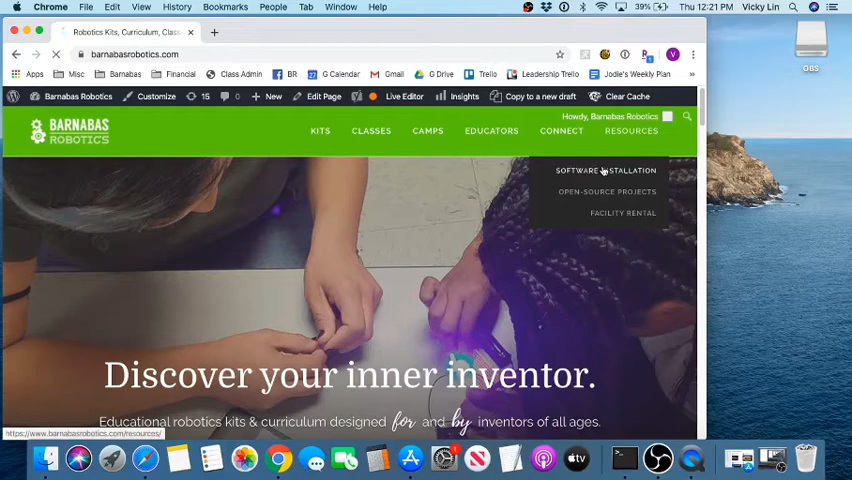 Chrome File Edit View History Bookmarks People Tab Window Help 39% Thu 12:21 PM Vicky Lin
Robotics Kits, Curriculum, Class
barnabasrobotics.com
Apps Misc Barnabas Financial Class Admin BR G Calendar Gmail G Drive Trello Leadership Trello Jodie's Weekly Plan
OBS
Barnabas Robotics Customize 15 0 New Edit Page Live Editor Insights Copy to a new draft Clear Cache
Howdy, Barnabas Robotics
BARNABAS
ROBOTICS
KITS CLASSES CAMPS EDUCATORS CONNECT RESOURCES
SOFTWARE INSTALLATION
OPEN-SOURCE PROJECTS
FACILITY RENTAL
Discover your inner inventor.
Educational robotics kits & curriculum designed for and by inventors of all ages.
https://www.barnabasrobotics.com/resources/
tv